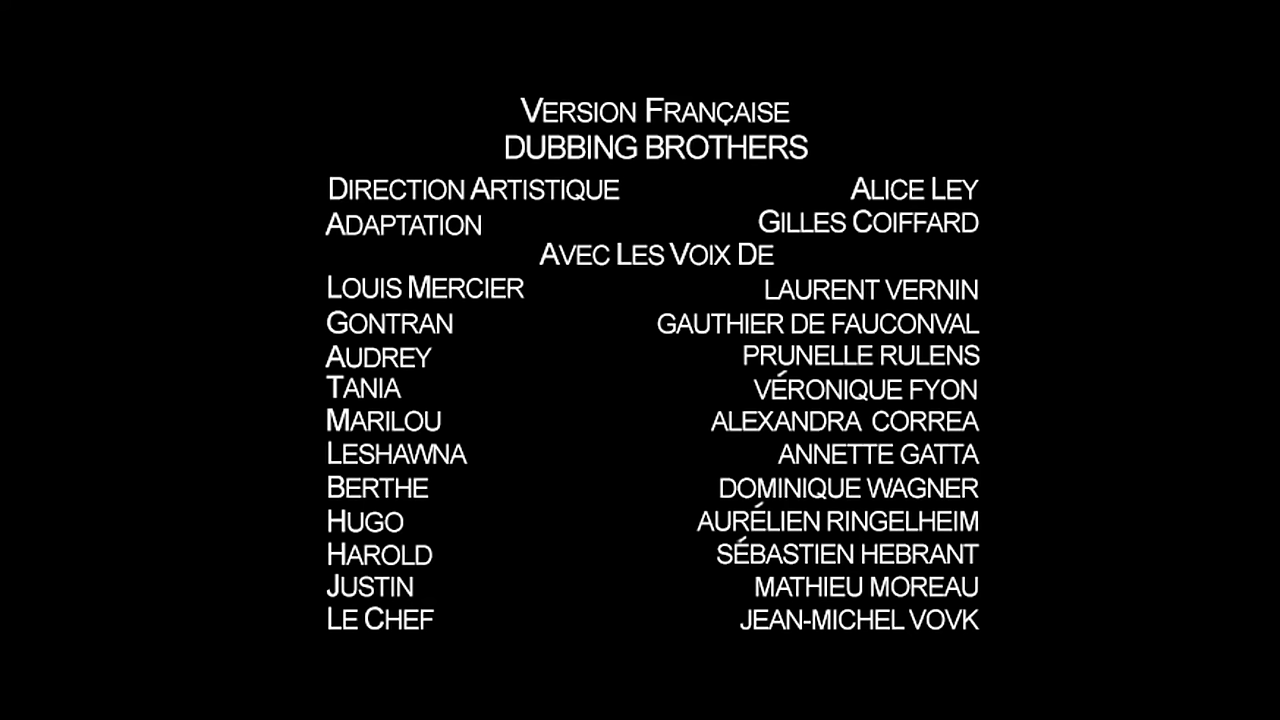 Version Française
DUBBING BROTHERS
Direction Artistique Alice Ley
Adaptation Gilles Coiffard
Avec Les Voix De
Louis Mercier LAURENT VERNIN
Gontran GAUTHIER DE FAUCONVAL
Audrey PRUNELLE RULENS
Tania VÉRONIQUE FYON
Marilou ALEXANDRA CORREA
Leshawna ANNETTE GATTA
Berthe DOMINIQUE WAGNER
Hugo AURÉLIEN RINGELHEIM
Harold SÉBASTIEN HEBRANT
Justin MATHIEU MOREAU
Le Chef JEAN-MICHEL VOVK